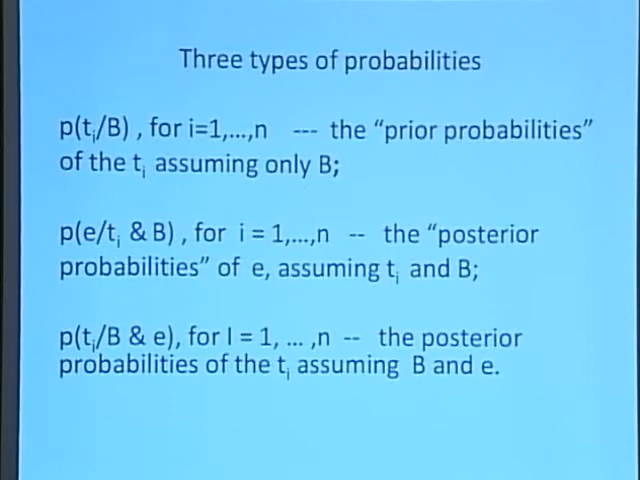 Three types of probabilities
p(tᵢ/B) , for i=1,...,n --- the “prior probabilities”
of the tᵢ assuming only B;
p(e/tᵢ & B) , for i = 1,...,n -- the “posterior
probabilities” of e, assuming tᵢ and B;
p(tᵢ/B & e), for I = 1, ... ,n -- the posterior
probabilities of the tᵢ assuming B and e.